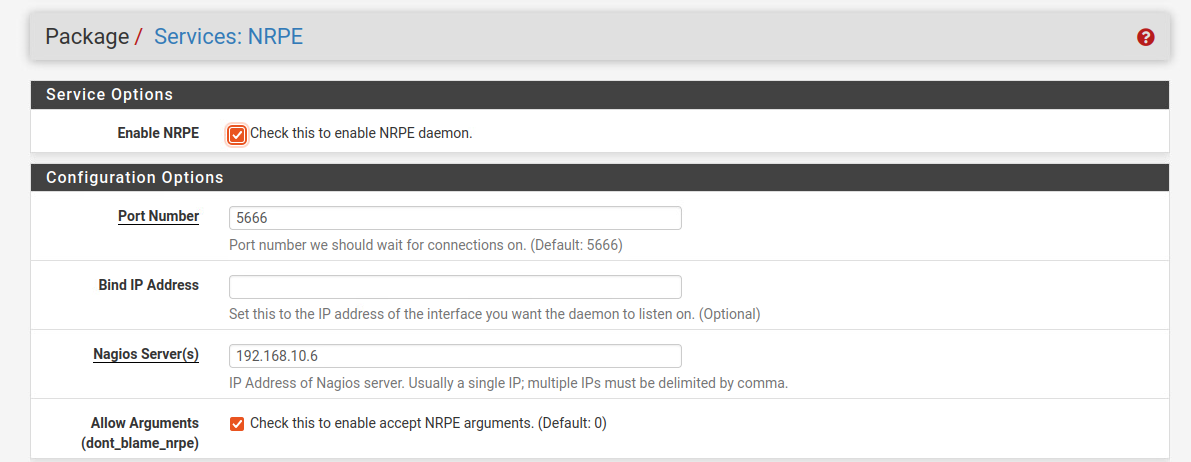 Package / Services: NRPE
?
Service Options
Enable NRPE
Check this to enable NRPE daemon.
Configuration Options
Port Number
5666
Port number we should wait for connections on. (Default: 5666)
Bind IP Address
Set this to the IP address of the interface you want the daemon to listen on. (Optional)
Nagios Server(s)
192.168.10.6
IP Address of Nagios server. Usually a single IP; multiple IPs must be delimited by comma.
Allow Arguments
(dont_blame_nrpe)
Check this to enable accept NRPE arguments. (Default: 0)